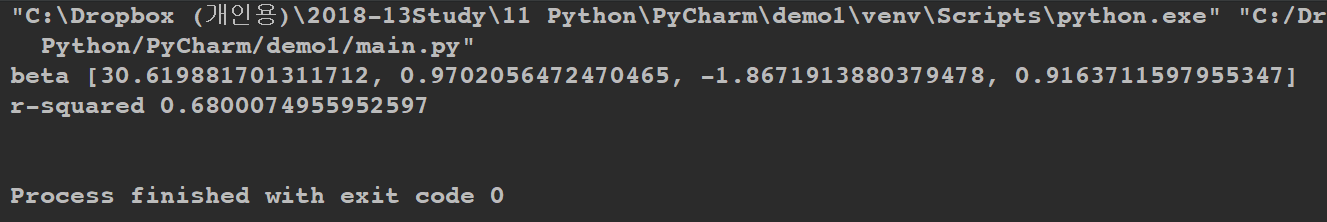 "C:\Dropbox (개인용)\2018-13Study\11 Python\PyCharm\demo1\venv\Scripts\python.exe" "C:/Dr
Python/PyCharm/demo1/main.py"
beta [30.619881701311712, 0.9702056472470465, -1.8671913880379478, 0.9163711597955347]
r-squared 0.6800074955952597
Process finished with exit code 0